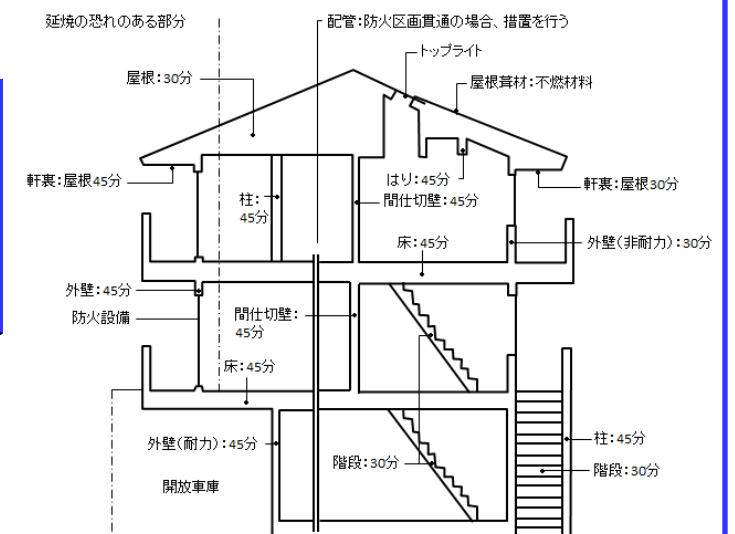 延焼の恐れのある部分
配管:防火区画貫通の場合、措置を行う
トップライト
屋根:30分
屋根葺材:不燃材料
軒裏:屋根45分
柱:
45分
はり:45分
間仕切壁:45分
軒裏:屋根30分
床:45分
外壁(非耐力):30分
外壁:45分
防火設備
間仕切壁:
45分
床:45分
外壁(耐力):45分
階段:30分
柱:45分
階段:30分
開放車庫